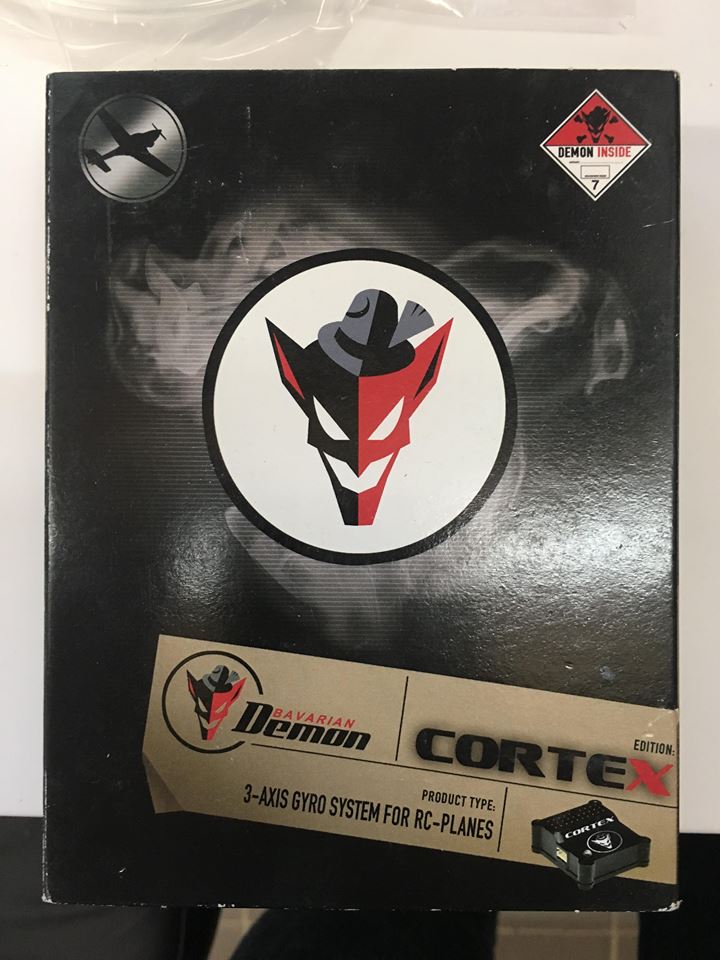 DEMON INSIDE
7
BAVARIAN
Demon
EDITION:
CORTEX
PRODUCT TYPE:
3-AXIS GYRO SYSTEM FOR RC-PLANES
CORTEX